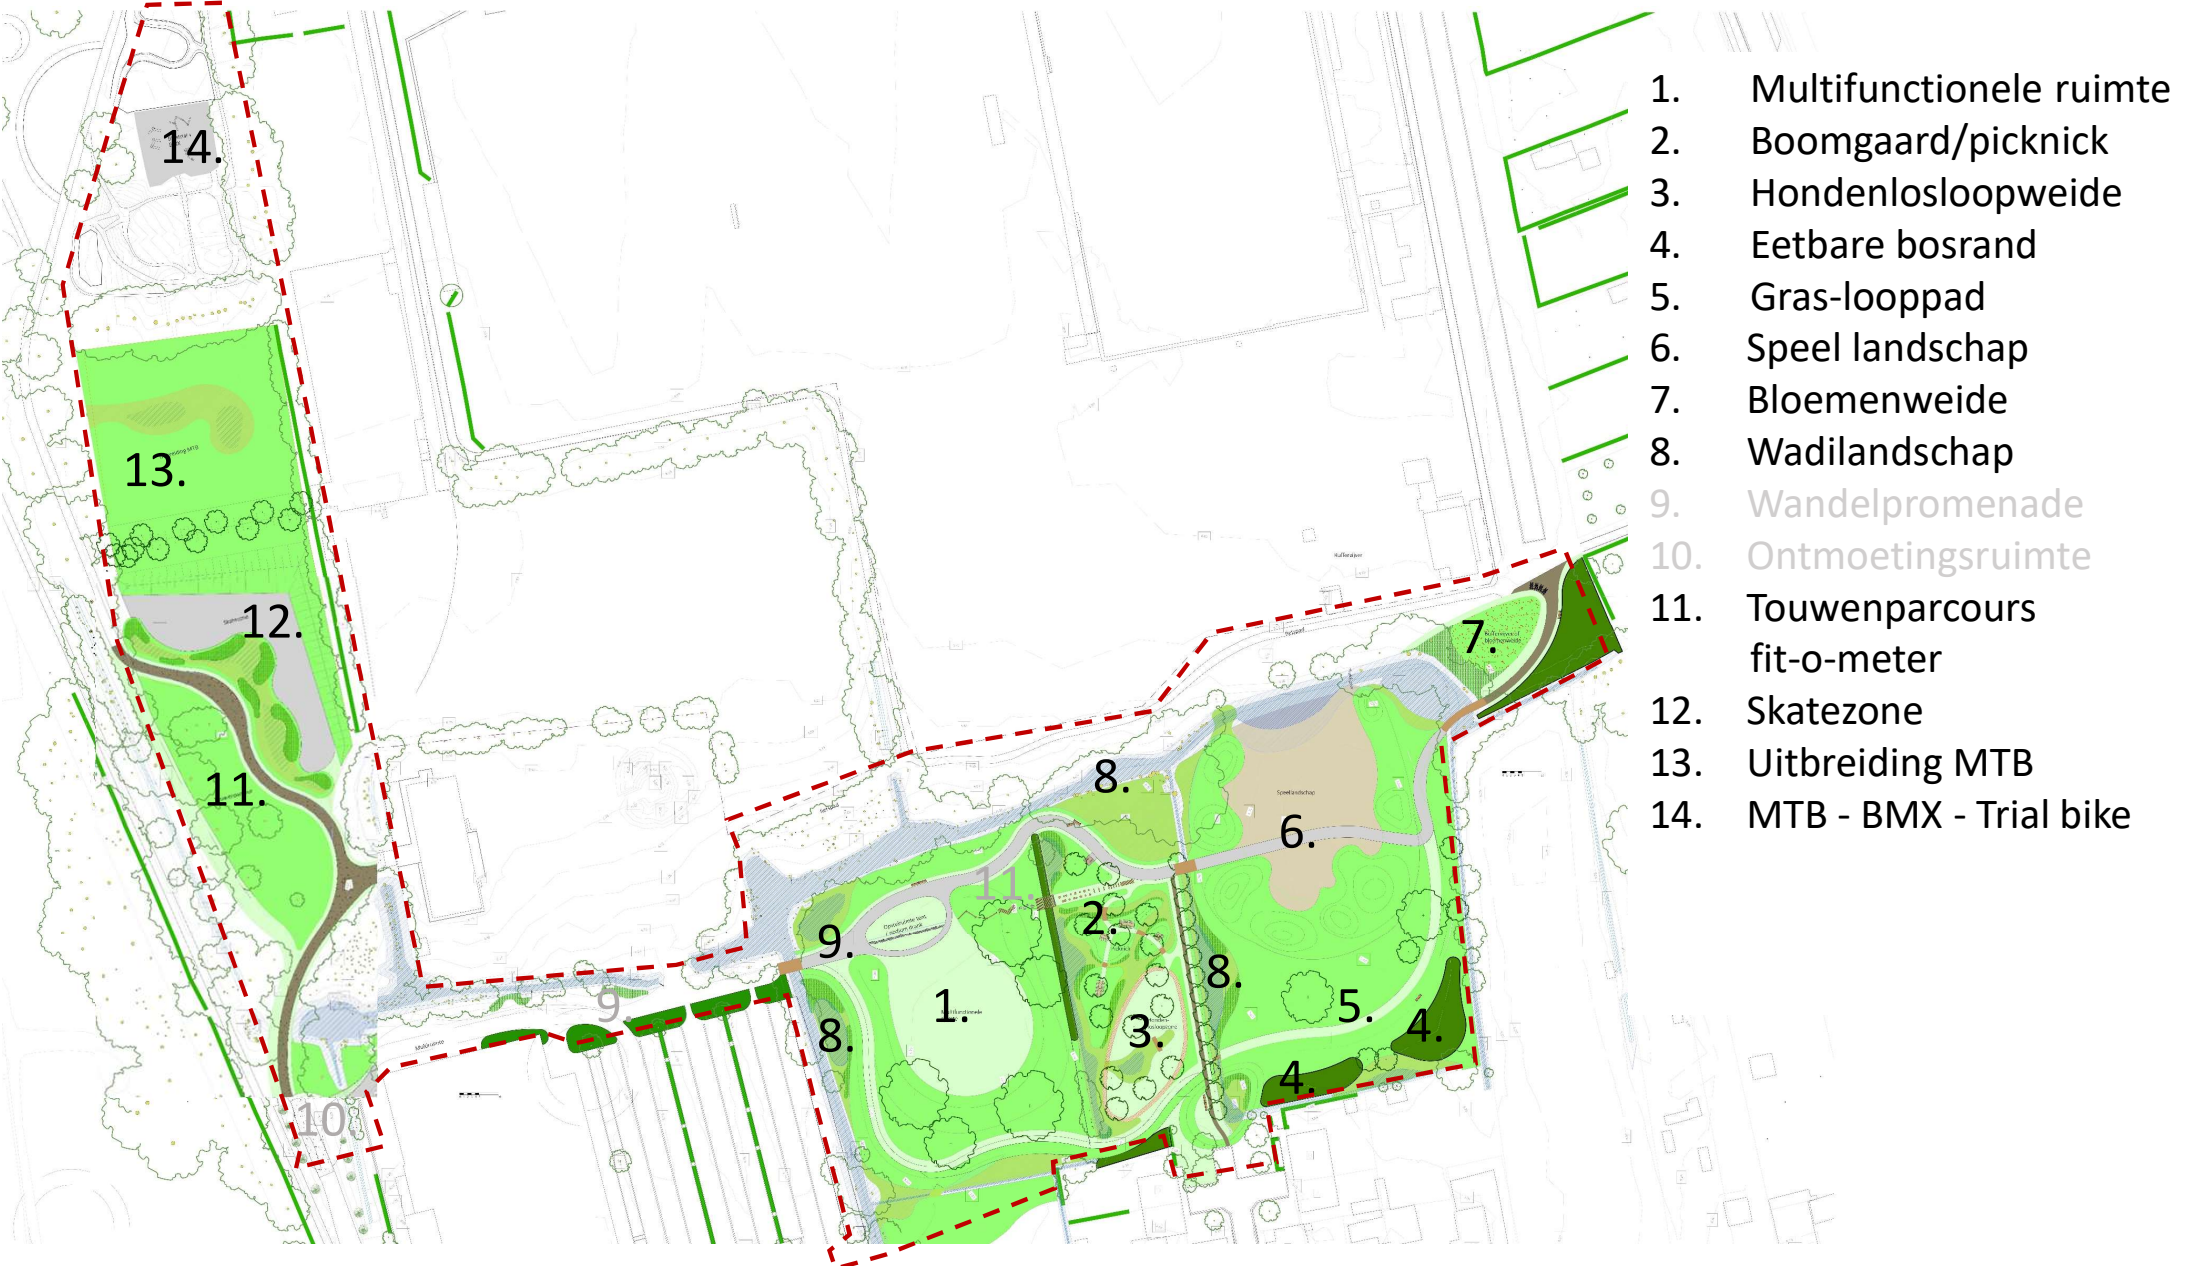 1. Multifunctionele ruimte
2. Boomgaard/picknick
3. Hondenlosloopweide
4. Eetbare bosrand
5. Gras-looppad
6. Speel landschap
7. Bloemenweide
8. Wadilandschap
9. Wandelpromenade
10. Ontmoetingsruimte
11. Touwenparcours
fit-o-meter
12. Skatezone
13. Uitbreiding MTB
14. MTB - BMX - Trial bike
14.
13.
12.
11.
10.
9.
9.
8.
1.
11.
2.
3.
8.
8.
6.
Speellandschap
5.
4.
4.
7.
Multifunctionele